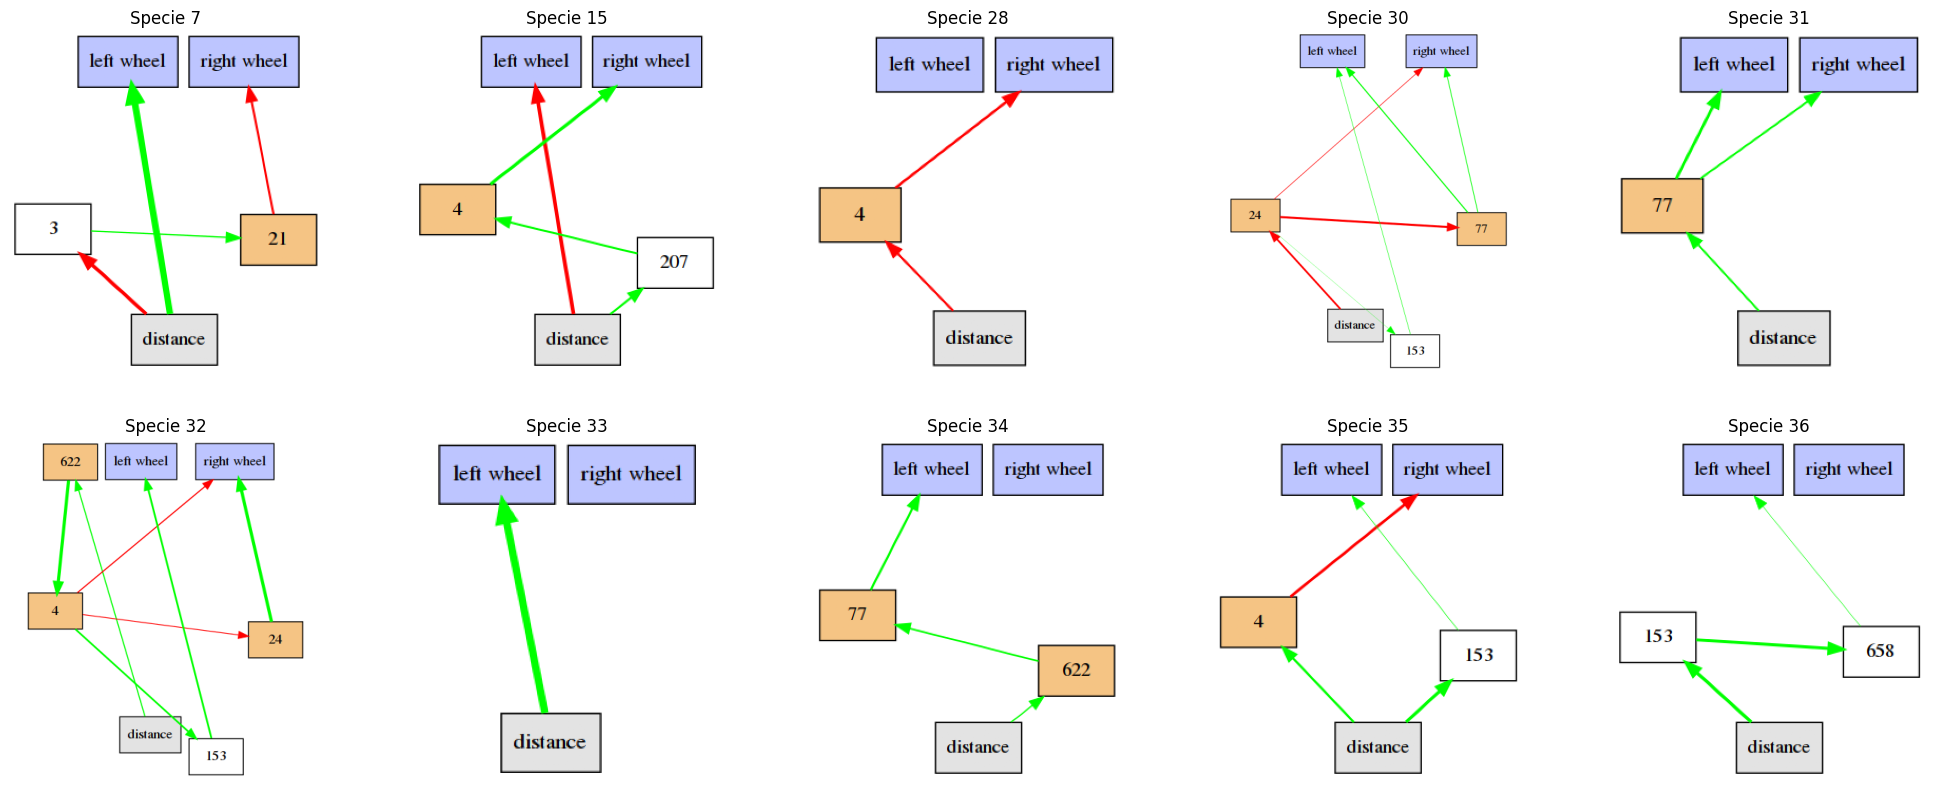 Specie 7
left wheel
right wheel
3
21
distance
Specie 15
left wheel
right wheel
4
207
distance
Specie 28
left wheel
right wheel
4
distance
Specie 30
left wheel
right wheel
24
77
distance
153
Specie 31
left wheel
right wheel
77
distance
Specie 32
622
left wheel
right wheel
4
24
distance
153
Specie 33
left wheel
right wheel
distance
Specie 34
left wheel
right wheel
77
622
distance
Specie 35
left wheel
right wheel
4
153
distance
Specie 36
left wheel
right wheel
153
658
distance